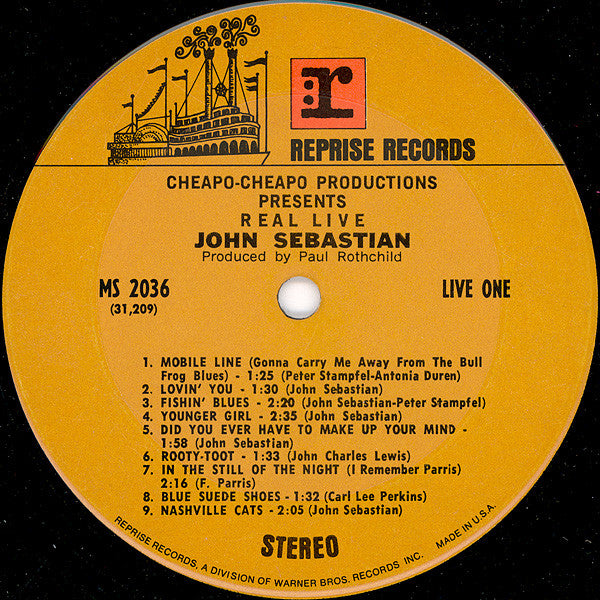 :r
REPRISE RECORDS
CHEAPO-CHEAPO PRODUCTIONS
PRESENTS
REAL LIVE
JOHN SEBASTIAN
Produced by Paul Rothchild
MS 2036
(31,209)
LIVE ONE
1. MOBILE LINE (Gonna Carry Me Away From The Bull
Frog Blues) - 1:25 (Peter Stampfel-Antonia Duren)
2. LOVIN' YOU - 1:30 (John Sebastian)
3. FISHIN' BLUES - 2:20 (John Sebastian-Peter Stampfel)
4. YOUNGER GIRL - 2:35 (John Sebastian)
5. DID YOU EVER HAVE TO MAKE UP YOUR MIND -
1:58 (John Sebastian)
6. ROOTY-TOOT - 1:33 (John Charles Lewis)
7. IN THE STILL OF THE NIGHT (I Remember Parris)
2:16 (F. Parris)
8. BLUE SUEDE SHOES - 1:32 (Carl Lee Perkins)
9. NASHVILLE CATS - 2:05 (John Sebastian)
STEREO
REPRISE RECORDS, A DIVISION OF WARNER BROS. RECORDS INC.
MADE IN U.S.A.